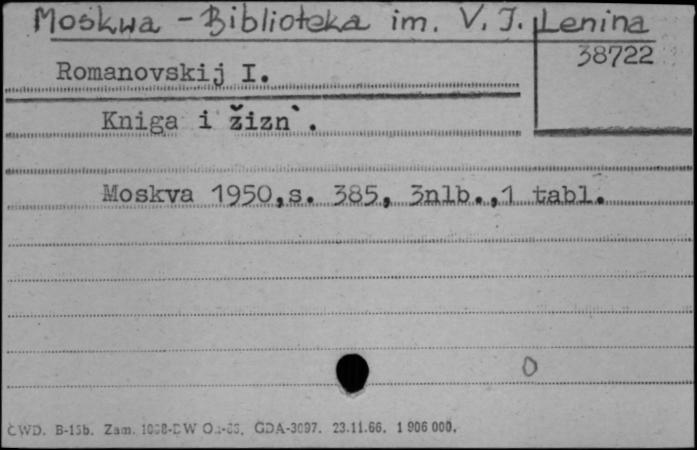 Moskwa - Biblioteka im. V. I. Lenina
38722
Romanovskij I.
Kniga i žizn`.
Moskva 1950,s. 385, 3nlb.,1 tabl.
0
CWD. B-15b. Zam. GDA-3097. 23.11.66. 1 906 000.